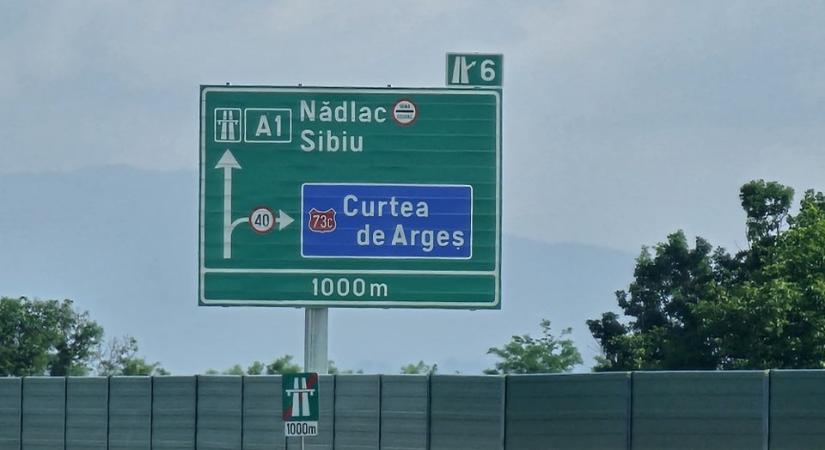 6
A1
Nădlac
Sibiu
40
73C
Curtea
de Argeș
1000m
1000m